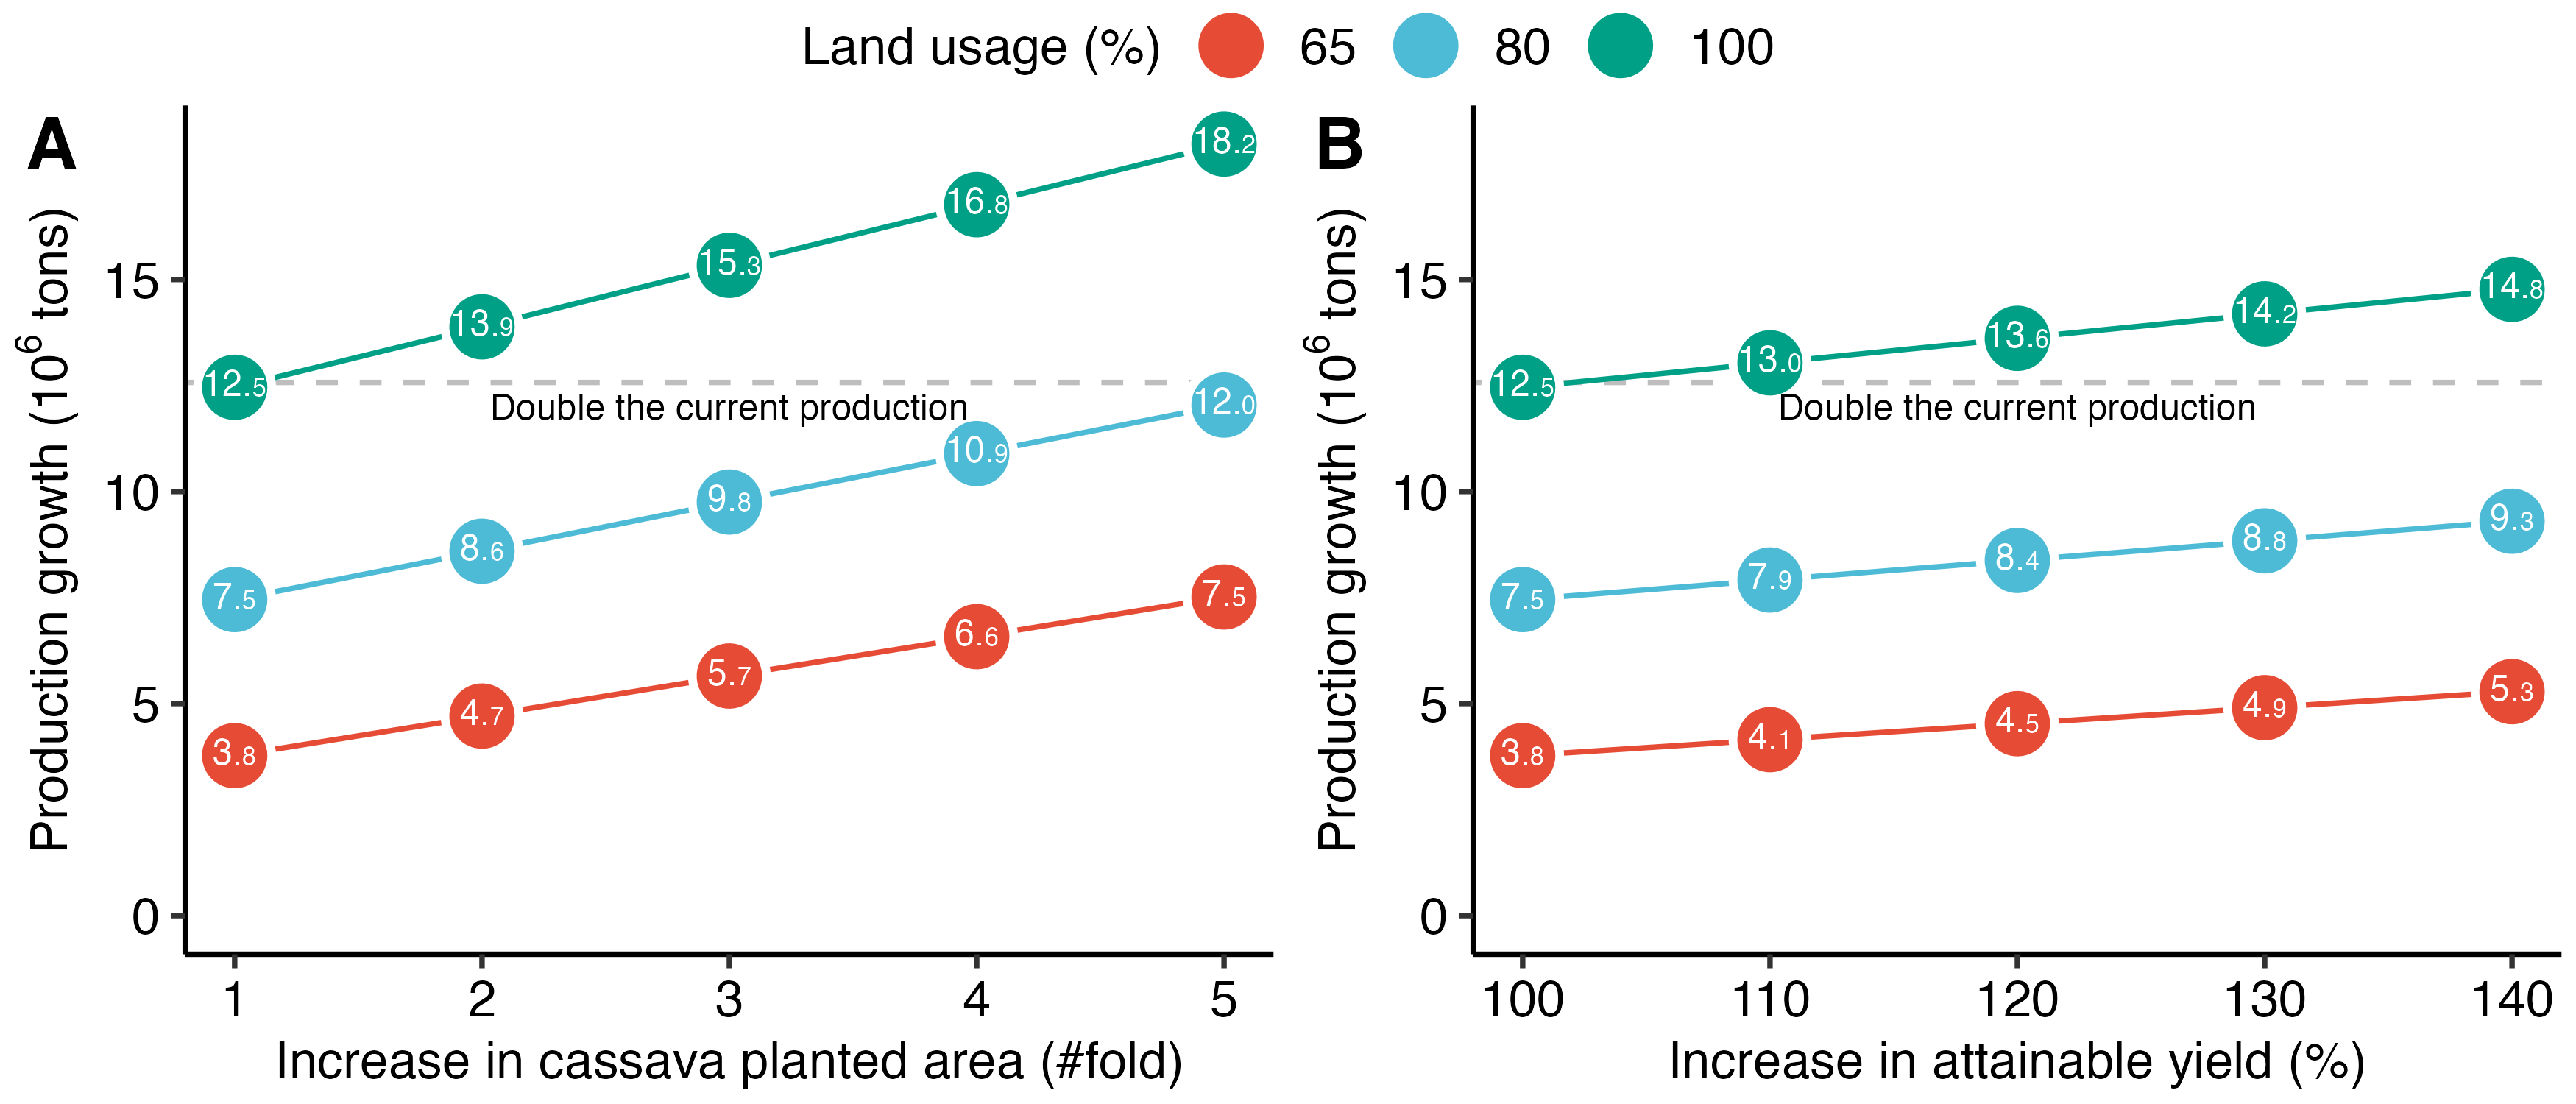 Land usage (%) 65 80 100
A
Production growth (10⁶ tons)
15
10
5
0
12.5 13.9 15.3 16.8 18.2
Double the current production
7.5 8.6 9.8 10.9 12.0
3.8 4.7 5.7 6.6 7.5
1 2 3 4 5
Increase in cassava planted area (#fold)
B
Production growth (10⁶ tons)
15
10
5
0
12.5 13.0 13.6 14.2 14.8
Double the current production
7.5 7.9 8.4 8.8 9.3
3.8 4.1 4.5 4.9 5.3
100 110 120 130 140
Increase in attainable yield (%)